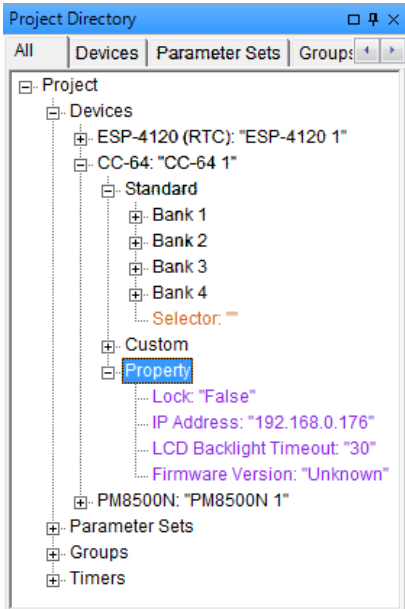 Project Directory
All Devices Parameter Sets Groups
Project
Devices
ESP-4120 (RTC): "ESP-4120 1"
CC-64: "CC-64 1"
Standard
Bank 1
Bank 2
Bank 3
Bank 4
Selector: ""
Custom
Property
Lock: "False"
IP Address: "192.168.0.176"
LCD Backlight Timeout: "30"
Firmware Version: "Unknown"
PM8500N: "PM8500N 1"
Parameter Sets
Groups
Timers